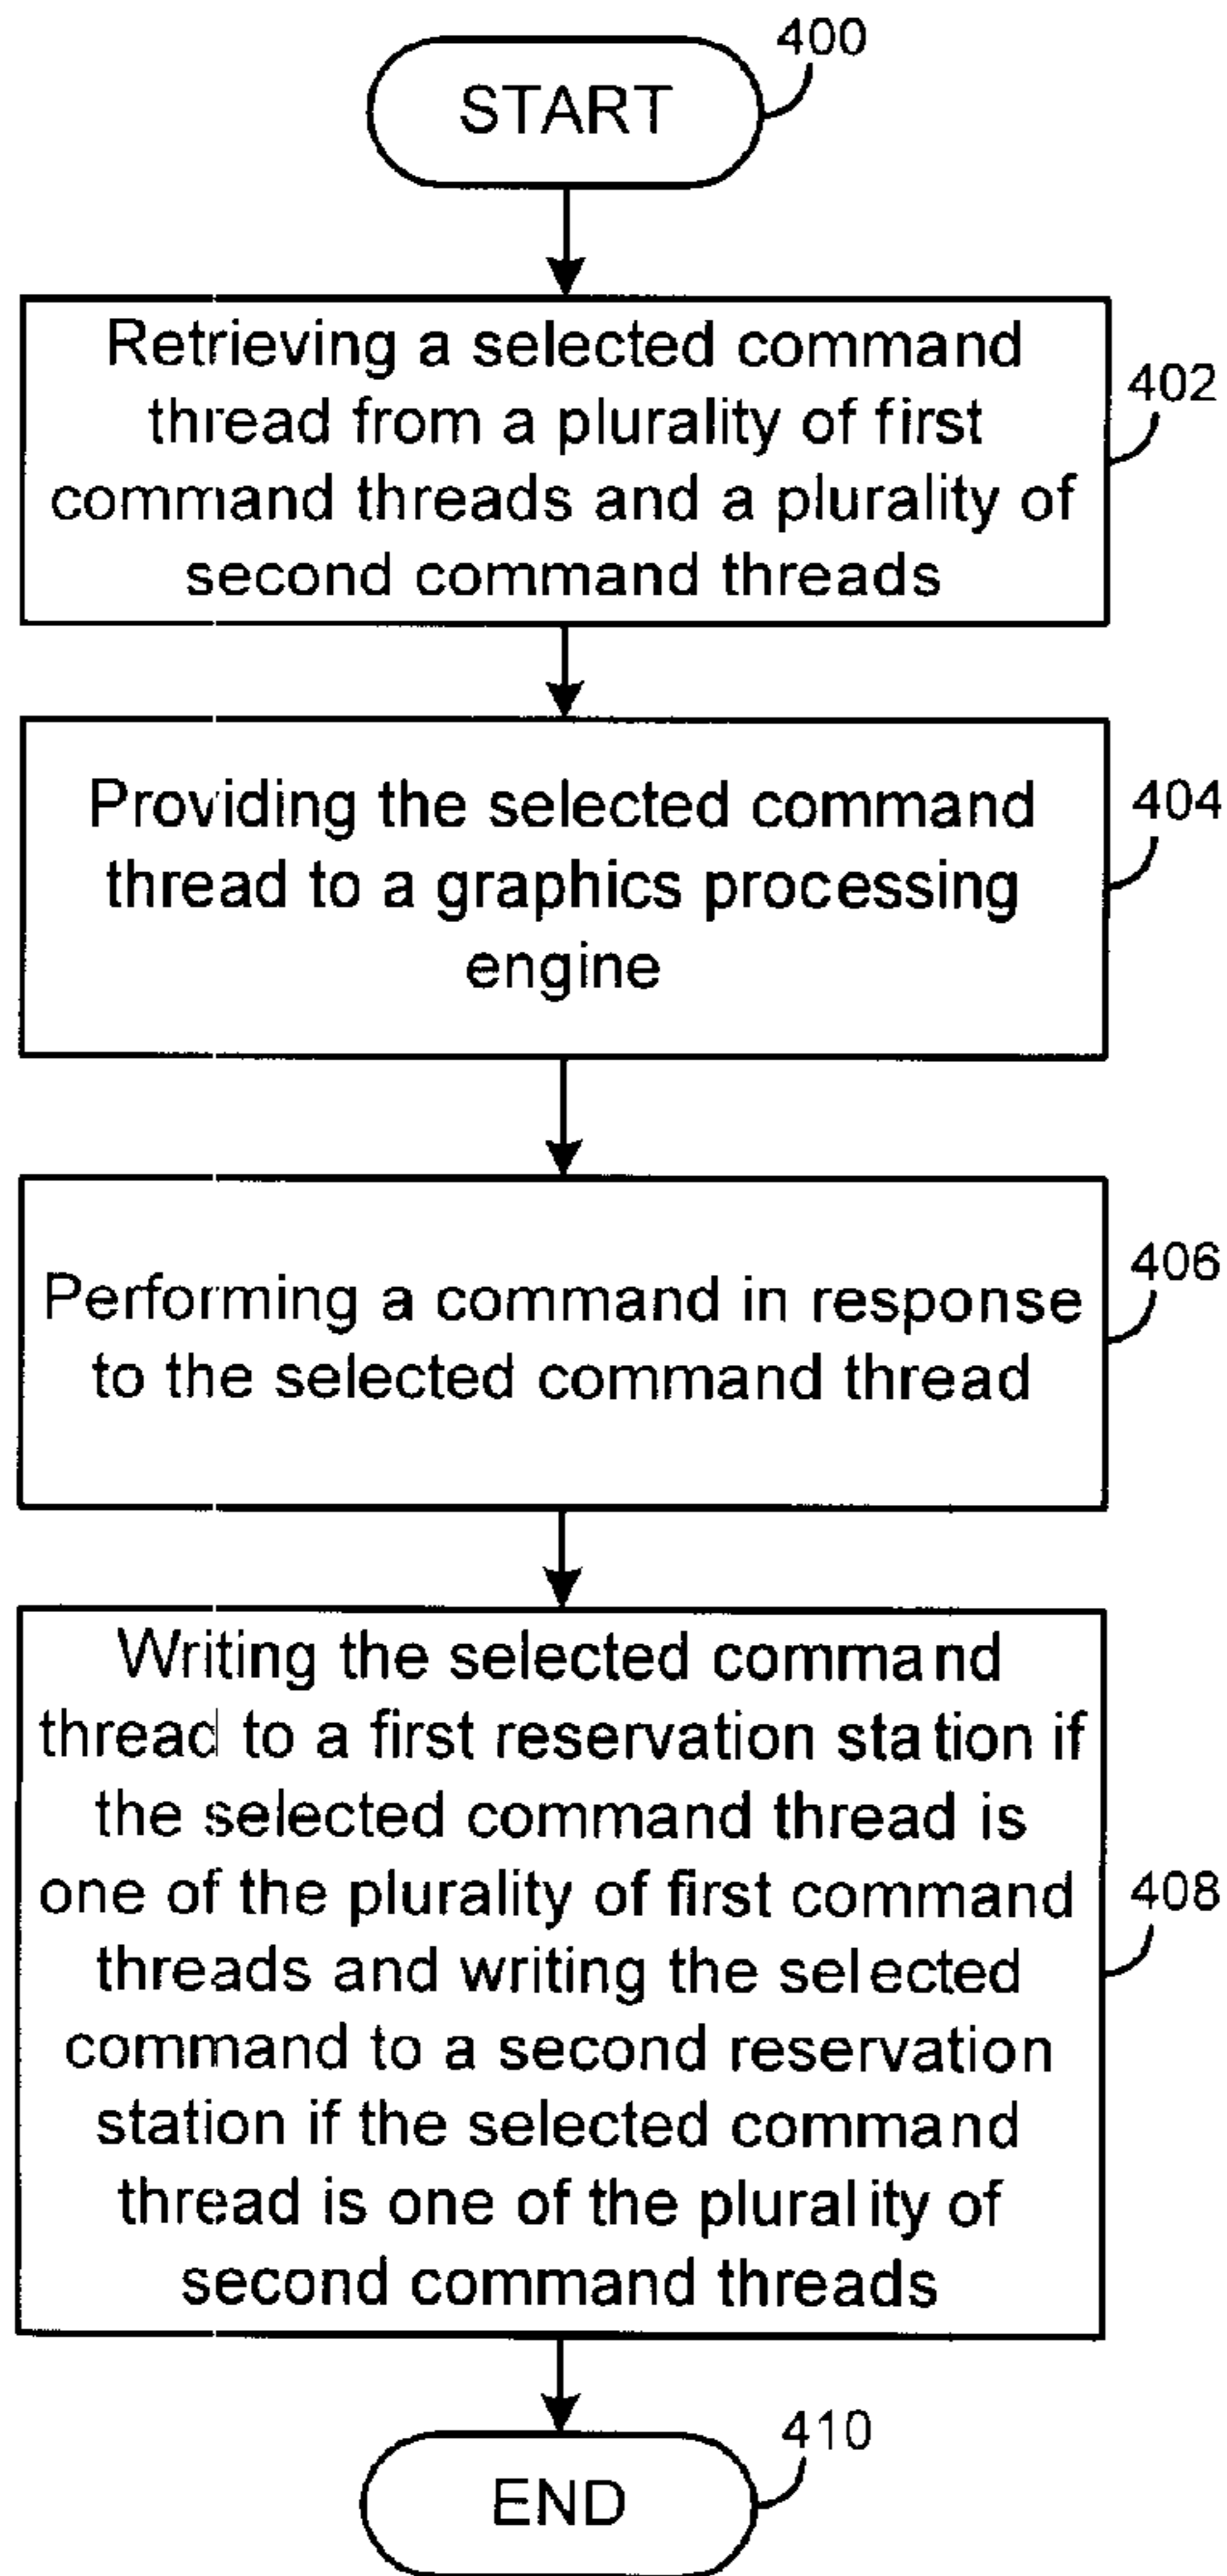 400
START
Retrieving a selected command
thread from a plurality of first
command threads and a plurality of
second command threads
402
Providing the selected command
thread to a graphics processing
engine
404
Performing a command in response
to the selected command thread
406
Writing the selected command
thread to a first reservation station if
the selected command thread is
one of the plurality of first command
threads and writing the selected
command to a second reservation
station if the selected command
thread is one of the plurality of
second command threads
408
410
END